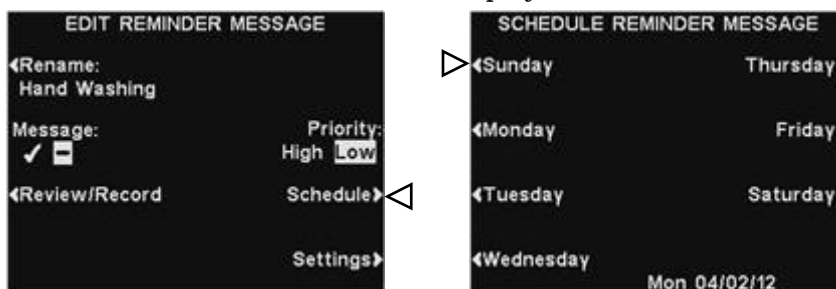 EDIT REMINDER MESSAGE
Rename:
Hand Washing
Message: Priority:
✓ − High Low
Review/Record Schedule
Settings
SCHEDULE REMINDER MESSAGE
Sunday Thursday
Monday Friday
Tuesday Saturday
Wednesday
Mon 04/02/12